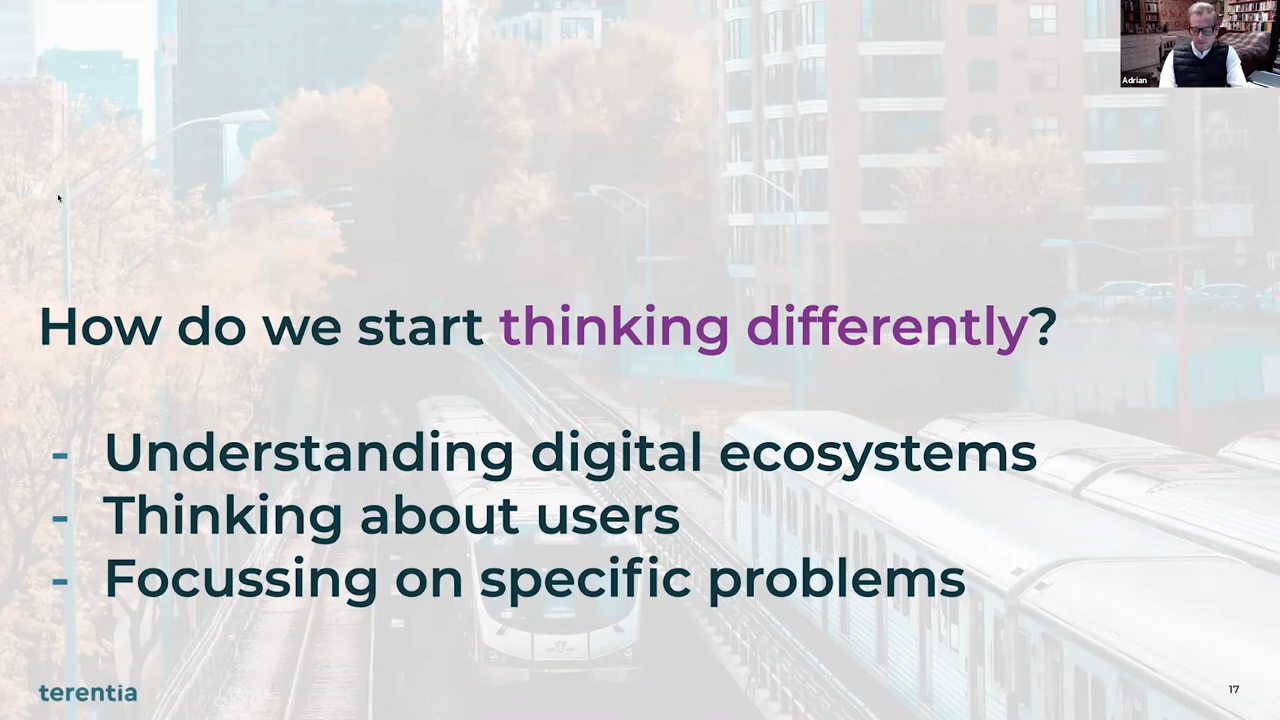 Adrian
How do we start thinking differently?
- Understanding digital ecosystems
- Thinking about users
- Focussing on specific problems
terentia
17